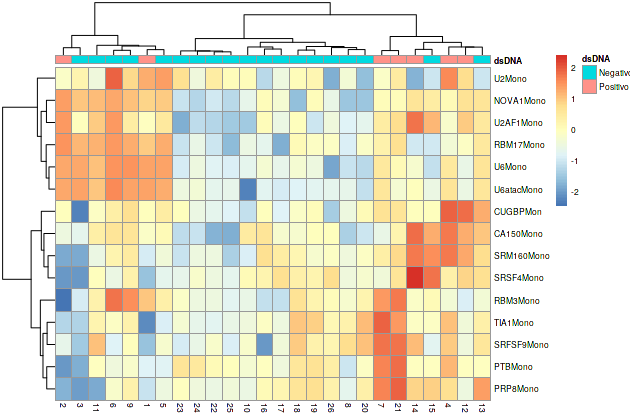 dsDNA
U2Mono
NOVA1Mono
U2AF1Mono
RBM17Mono
U6Mono
U6atacMono
CUGBPMon
CA150Mono
SRM160Mono
SRSF4Mono
RBM3Mono
TIA1Mono
SRFSF9Mono
PTBMono
PRP8Mono
2 3 11 6 9 1 5 23 24 22 25 10 16 17 18 19 26 8 20 7 21 14 15 4 12 13
2
1
0
-1
-2
dsDNA
Negativo
Positivo